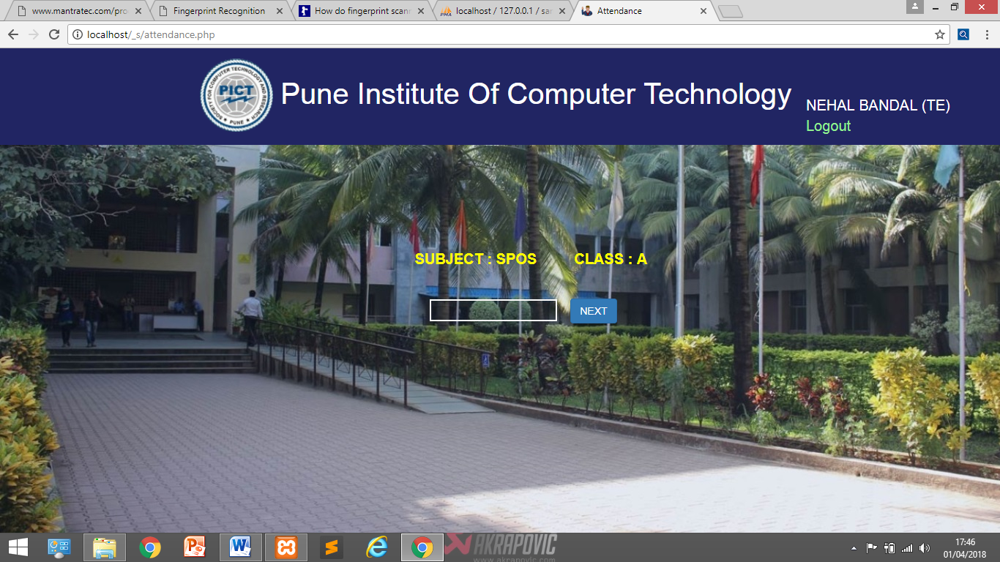 www.mantratec.com/pro
Fingerprint Recognition
How do fingerprint scann
localhost / 127.0.0.1 / sa
Attendance
localhost/_s/attendance.php
SOCIETY FOR COMPUTER TECHNOLOGY AND RESEARCH
PICT
PUNE
Pune Institute Of Computer Technology
NEHAL BANDAL (TE)
Logout
SUBJECT : SPOS CLASS : A
NEXT
AKRAPOVIC
www.akrapovic.com
17:46
01/04/2018